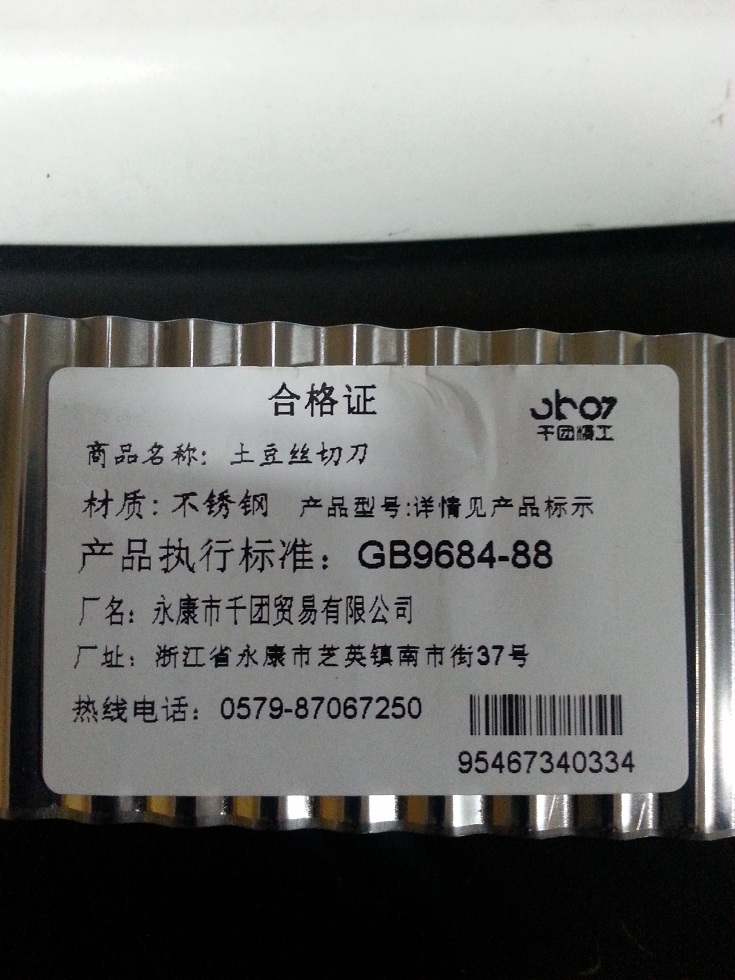 合格证
千团精工
商品名称：土豆丝切刀
材质：不锈钢 产品型号:详情见产品标示
产品执行标准：GB9684-88
厂名：永康市千团贸易有限公司
厂址：浙江省永康市芝英镇南市街37号
热线电话：0579-87067250
95467340334